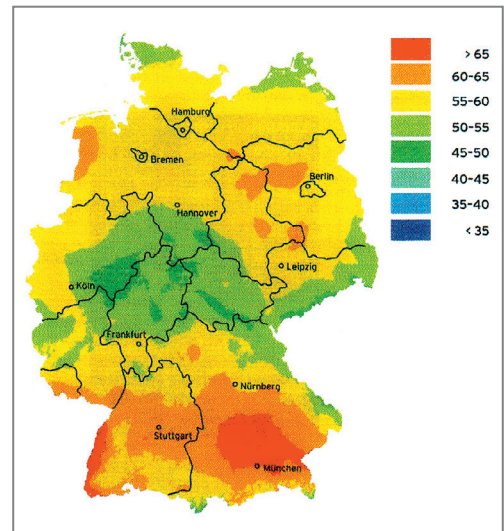 > 65
60-65
55-60
50-55
45-50
40-45
35-40
< 35
Hamburg
Bremen
Berlin
Hannover
Leipzig
Köln
Frankfurt
Nürnberg
Stuttgart
München